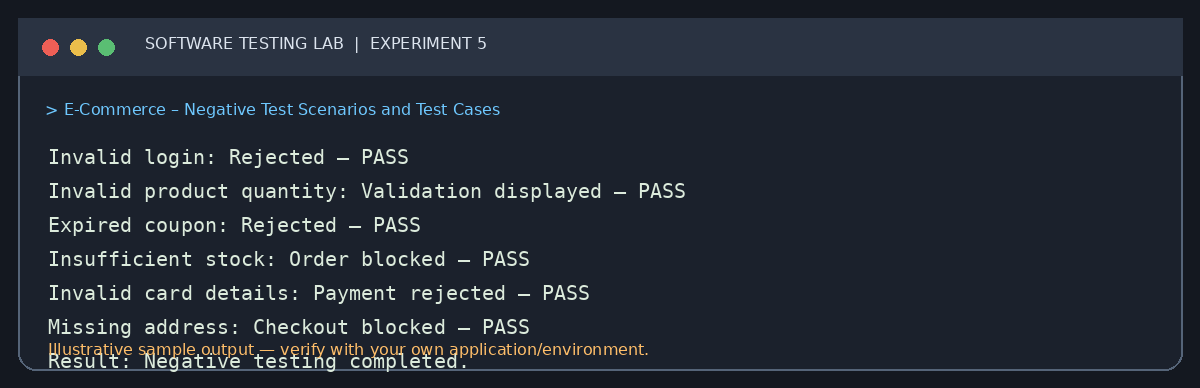 SOFTWARE TESTING LAB | EXPERIMENT 5
> E-Commerce – Negative Test Scenarios and Test Cases
Invalid login: Rejected — PASS
Invalid product quantity: Validation displayed — PASS
Expired coupon: Rejected — PASS
Insufficient stock: Order blocked — PASS
Invalid card details: Payment rejected — PASS
Missing address: Checkout blocked — PASS
Illustrative sample output — verify with your own application/environment.
Result: Negative testing completed.